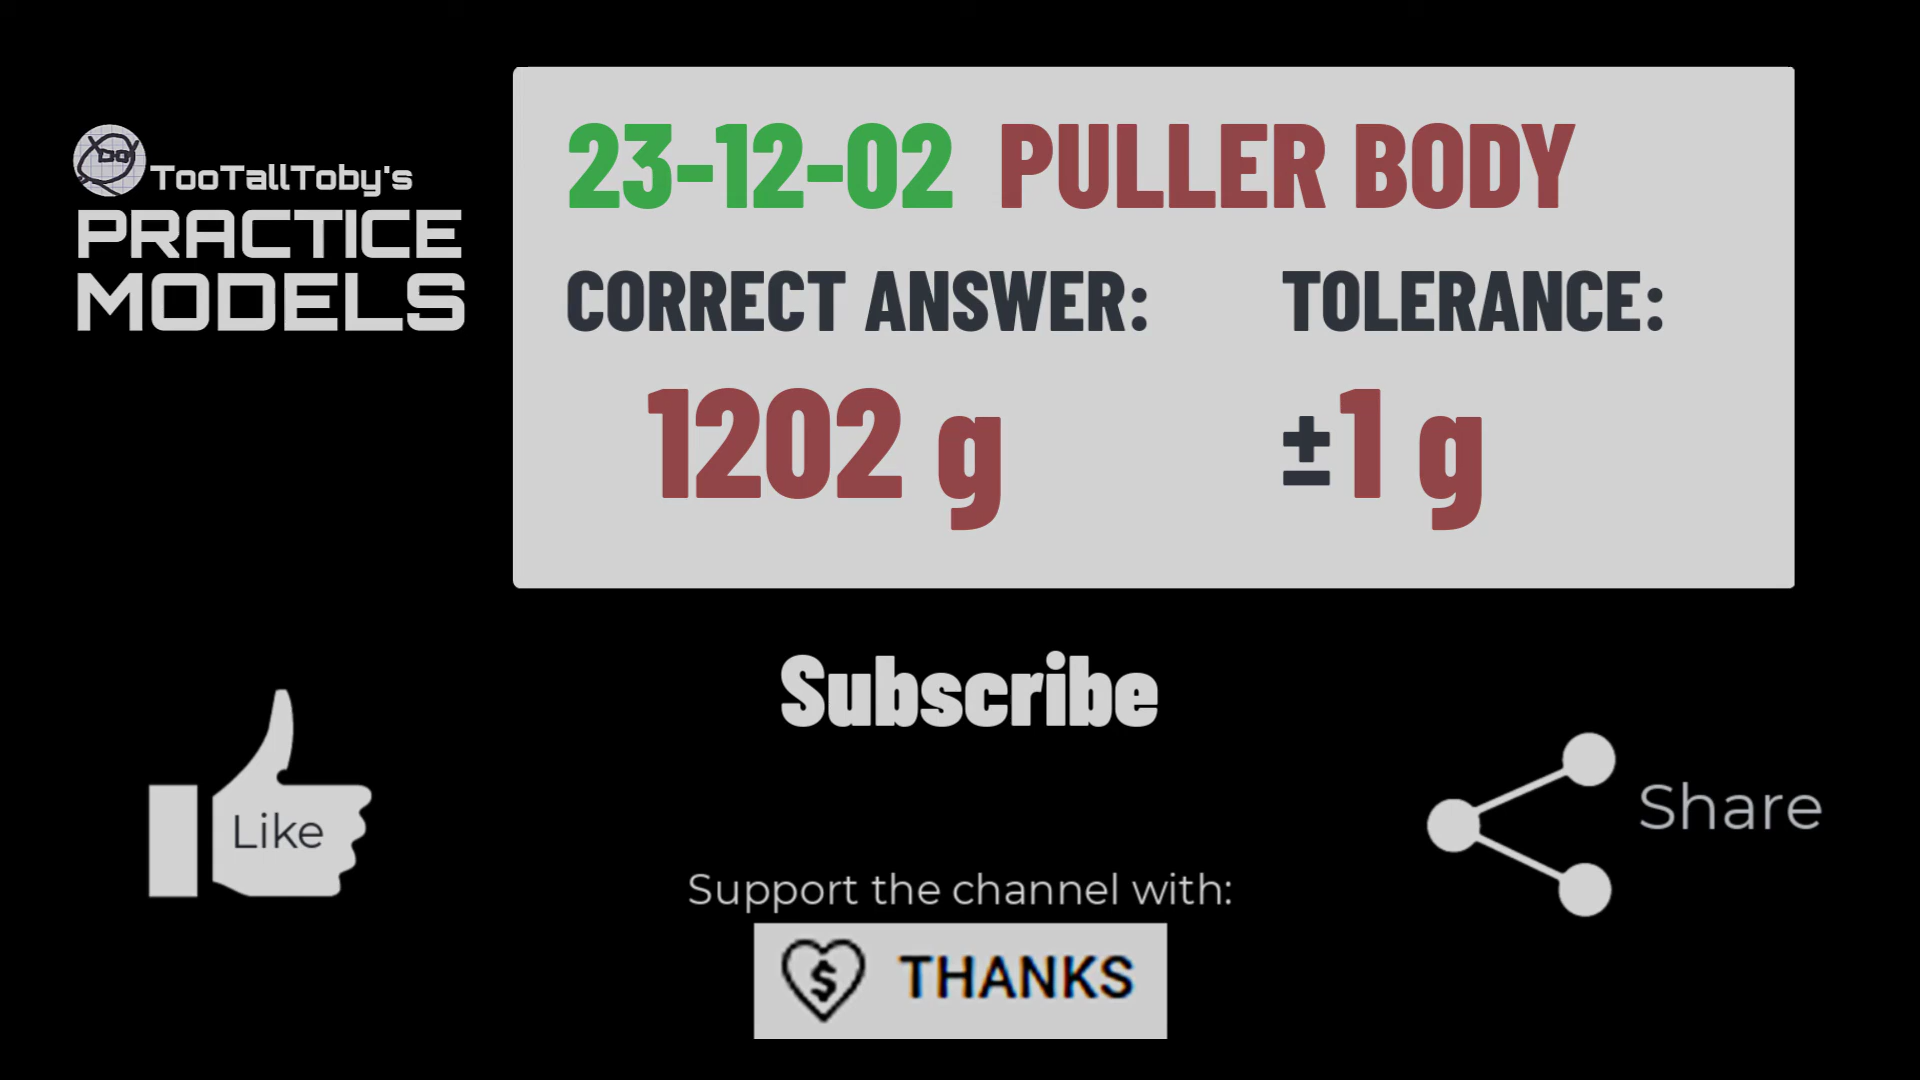 TooTallToby's
PRACTICE
MODELS
23-12-02 PULLER BODY
CORRECT ANSWER: TOLERANCE:
1202 g ±1 g
Subscribe
Like
Share
Support the channel with:
$ THANKS